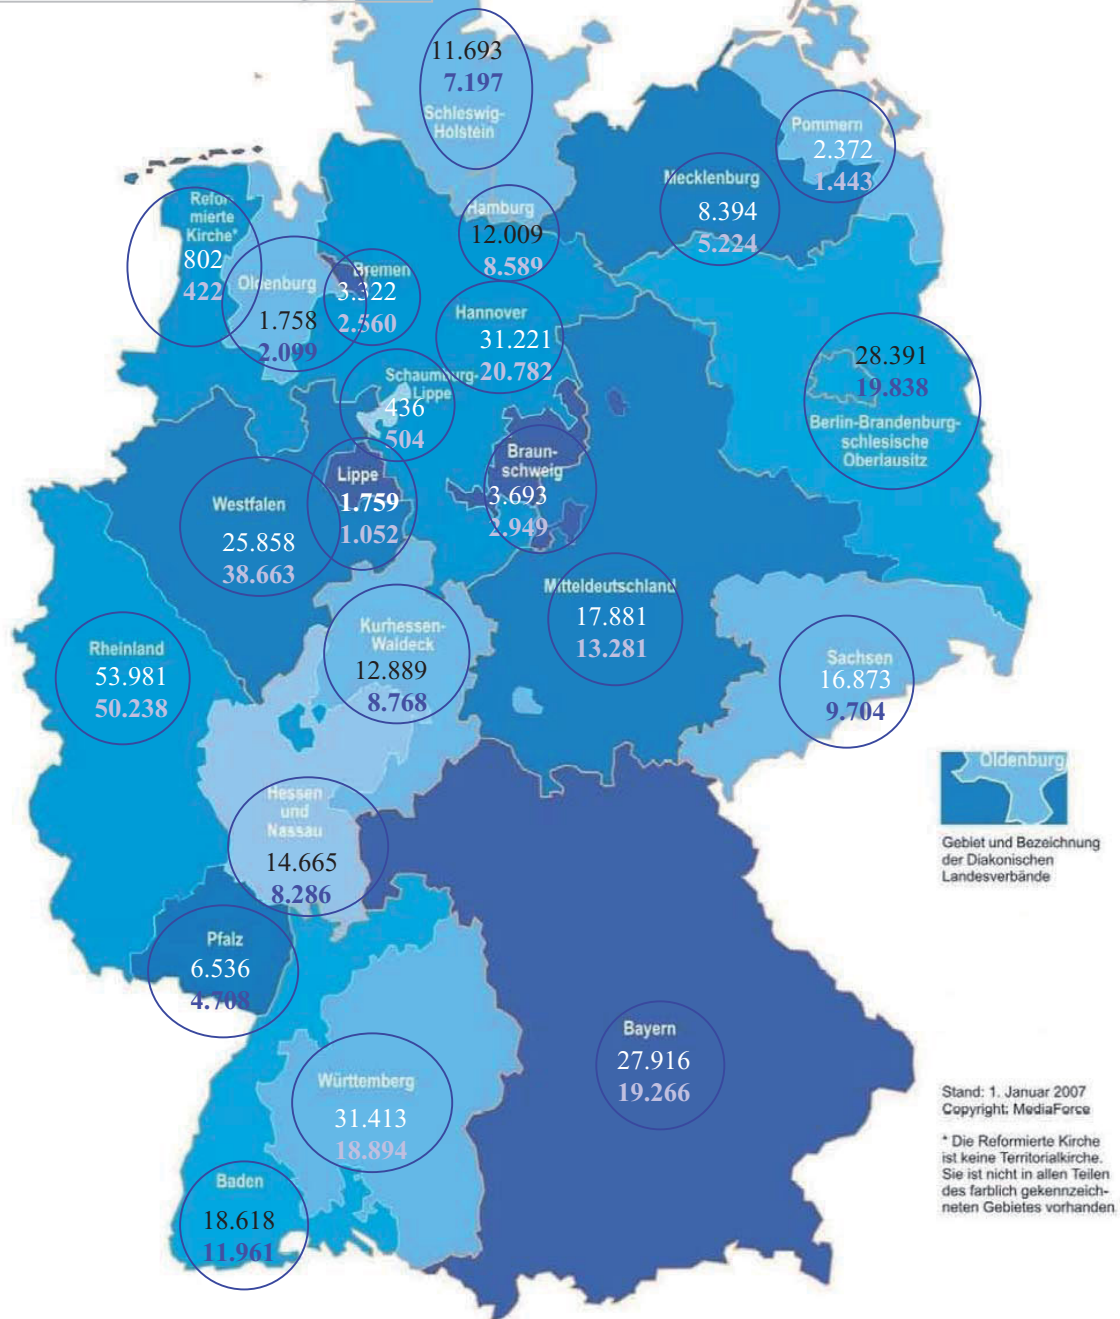 11.693
7.197
Schleswig-
Holstein
Pommern
2.372
1.443
Mecklenburg
8.394
5.224
Refor-
mierte
Kirche*
802
422
Hamburg
12.009
8.589
Oldenburg
1.758
2.099
Bremen
3.322
2.560
Hannover
31.221
20.782
28.391
19.838
Berlin-Brandenburg-
schlesische
Oberlausitz
Schaumburg-
Lippe
436
504
Braun-
schweig
3.693
2.949
Lippe
1.759
1.052
Westfalen
25.858
38.663
Mitteldeutschland
17.881
13.281
Kurhessen-
Waldeck
12.889
8.768
Rheinland
53.981
50.238
Sachsen
16.873
9.704
Oldenburg
Gebiet und Bezeichnung
der Diakonischen
Landesverbände
Hessen
und
Nassau
14.665
8.286
Pfalz
6.536
4.708
Bayern
27.916
19.266
Württemberg
31.413
18.894
Baden
18.618
11.961
Stand: 1. Januar 2007
Copyright: MediaForce
* Die Reformierte Kirche
ist keine Territorialkirche.
Sie ist nicht in allen Teilen
des farblich gekennzeich-
neten Gebietes vorhanden